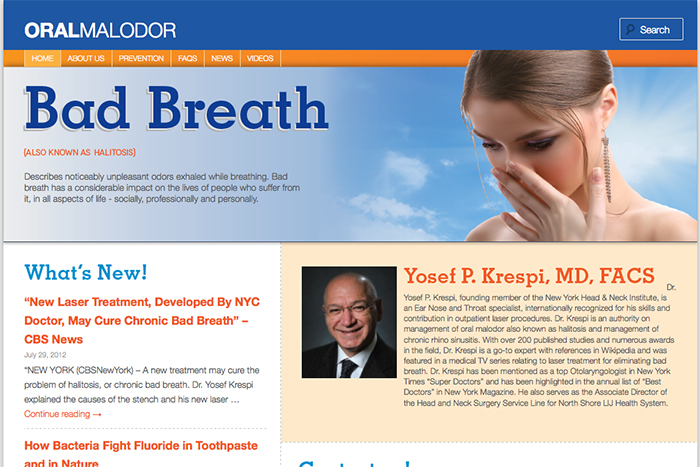 ORALMALODOR
Search
HOME
ABOUT US
PREVENTION
FAQS
NEWS
VIDEOS
Bad Breath
(ALSO KNOWN AS HALITOSIS)
Describes noticeably unpleasant odors exhaled while breathing. Bad
breath has a considerable impact on the lives of people who suffer from
it, in all aspects of life - socially, professionally and personally.
What's New!
“New Laser Treatment, Developed By NYC
Doctor, May Cure Chronic Bad Breath” –
CBS News
July 29, 2012
“NEW YORK (CBSNewYork) – A new treatment may cure the
problem of halitosis, or chronic bad breath. Dr. Yosef Krespi
explained the causes of the stench and his new laser …
Continue reading →
How Bacteria Fight Fluoride in Toothpaste
and in Nature
Yosef P. Krespi, MD, FACS
Dr.
Yosef P. Krespi, founding member of the New York Head & Neck Institute, is
an Ear Nose and Throat specialist, internationally recognized for his skills and
contribution in outpatient laser procedures. Dr. Krespi is an authority on
management of oral malodor also known as halitosis and management of
chronic rhino sinusitis. With over 200 published studies and numerous awards
in the field, Dr. Krespi is a go-to expert with references in Wikipedia and was
featured in a medical TV series relating to laser treatment for eliminating bad
breath. Dr. Krespi has been mentioned as a top Otolaryngologist in New York
Times “Super Doctors” and has been highlighted in the annual list of “Best
Doctors” in New York Magazine. He also serves as the Associate Director of
the Head and Neck Surgery Service Line for North Shore LIJ Health System.